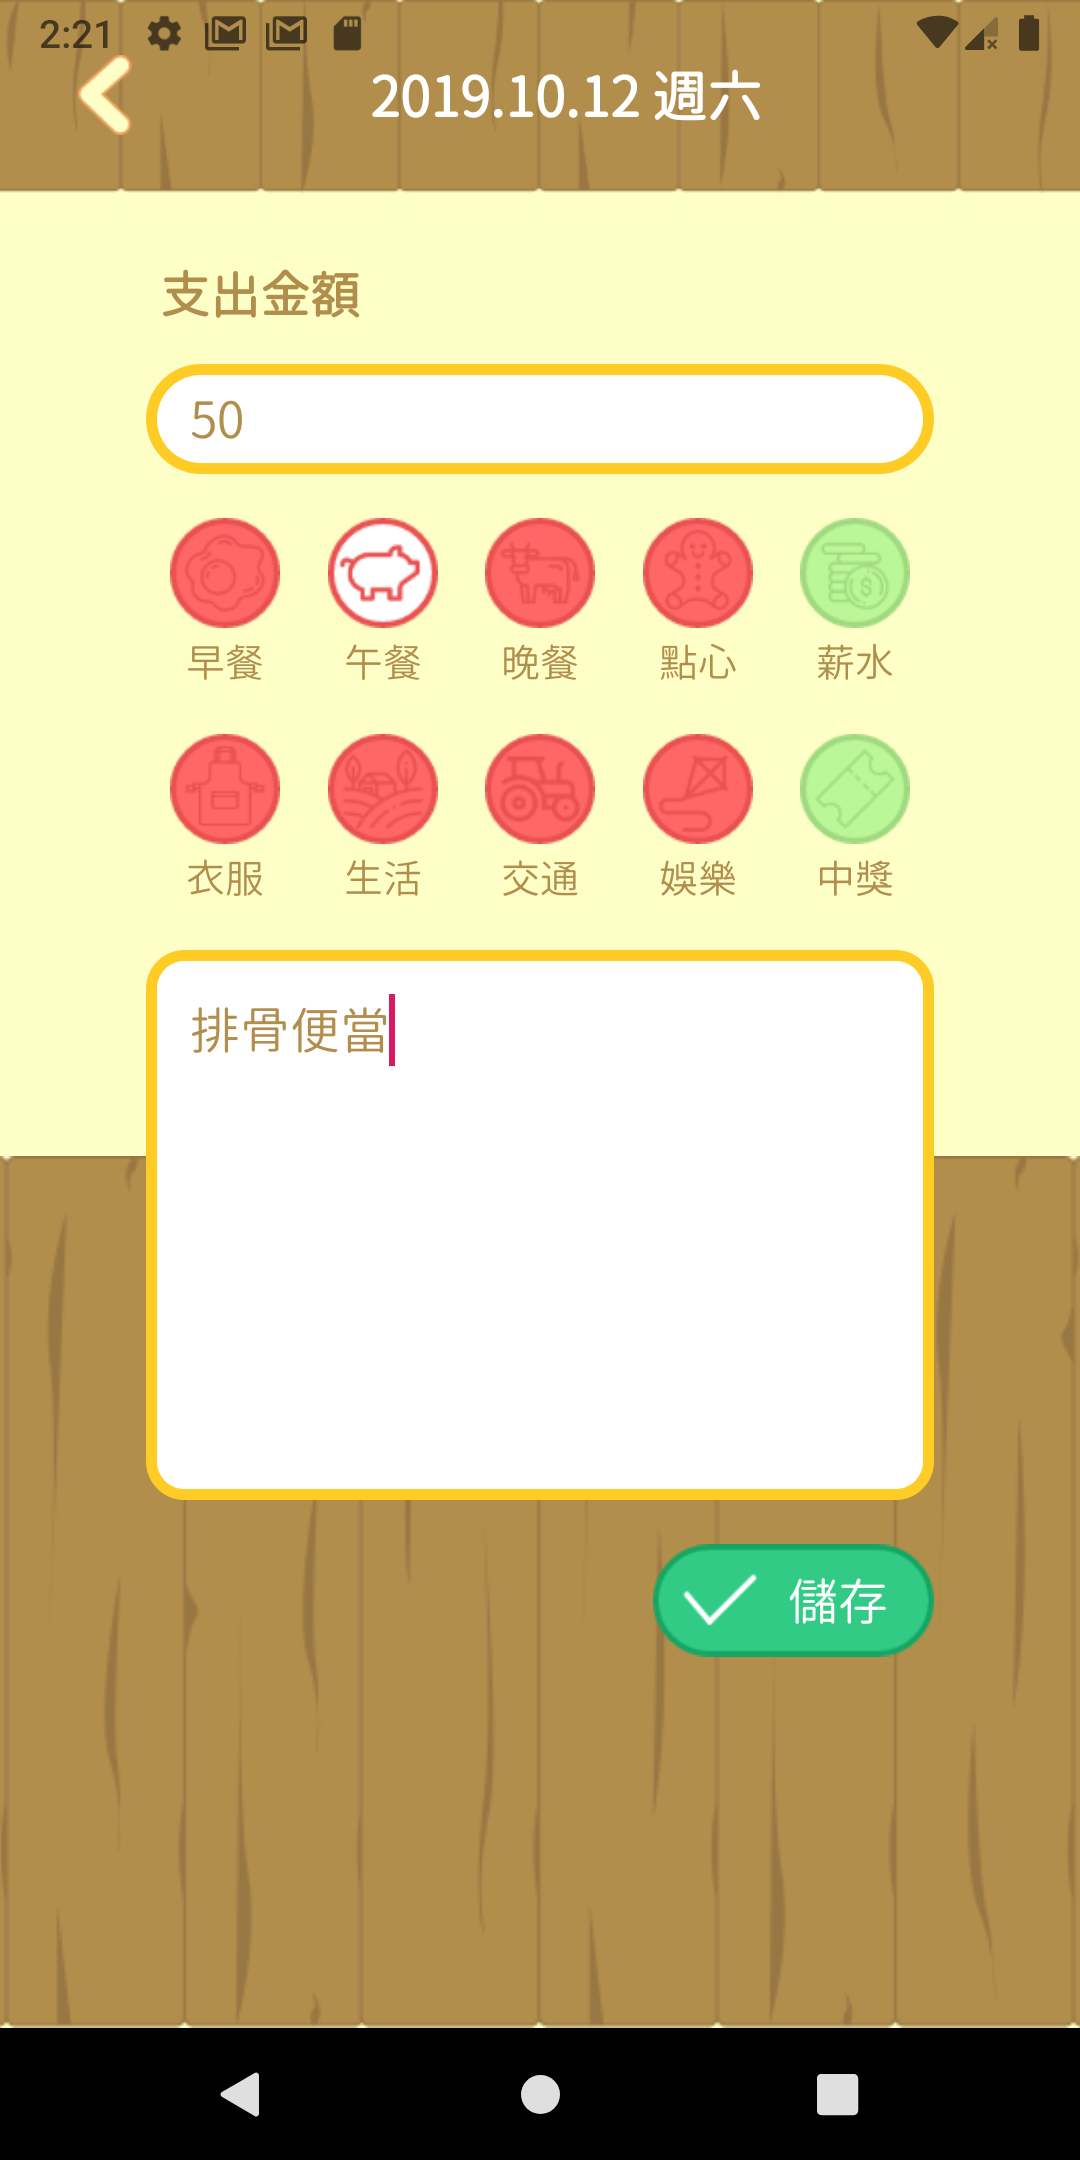 2:21
2019.10.12 週六
支出金額
50
早餐 午餐 晚餐 點心 薪水
衣服 生活 交通 娛樂 中獎
排骨便當
儲存